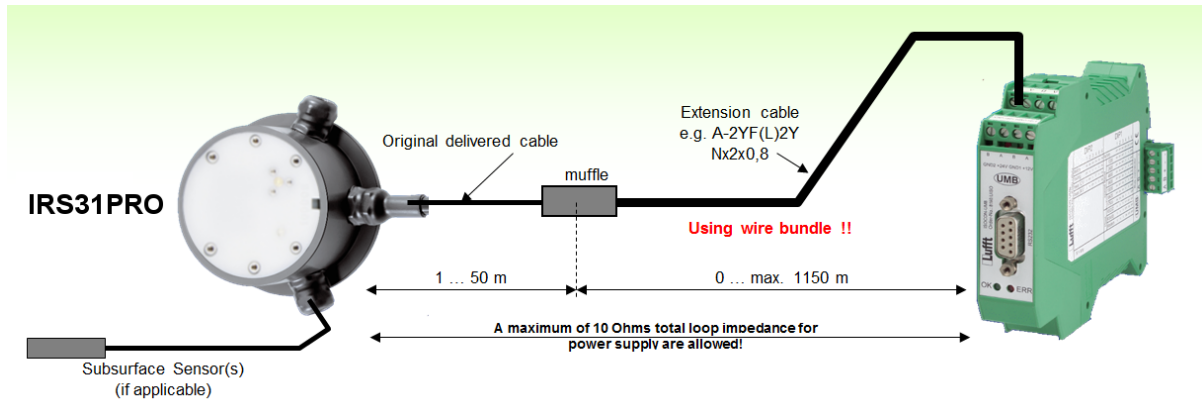 IRS31PRO
Original delivered cable
muffle
Extension cable
e.g. A-2YF(L)2Y
Nx2x0,8
Using wire bundle !!
1 … 50 m
0 … max. 1150 m
A maximum of 10 Ohms total loop impedance for
power supply are allowed!
Subsurface Sensor(s)
(if applicable)
UMB
Lufft
RS232
OK
ERR